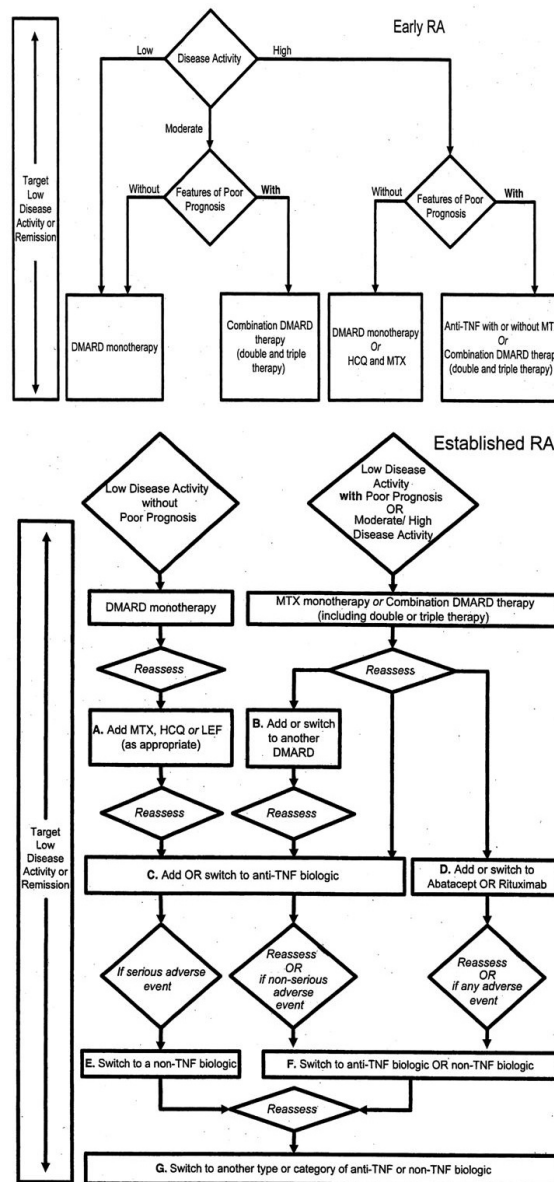 Early RA
Low
Disease Activity
High
Moderate
Target
Low
Disease
Activity or
Remission
Without
Features of Poor
Prognosis
With
Without
Features of Poor
Prognosis
With
DMARD monotherapy
Combination DMARD
therapy
(double and triple
therapy)
DMARD monotherapy
Or
HCQ and MTX
Anti-TNF with or without MT
Or
Combination DMARD therap
(double and triple therapy)
Established RA
Low Disease Activity
without
Poor Prognosis
Low Disease
Activity
with Poor Prognosis
OR
Moderate/ High
Disease Activity
DMARD monotherapy
MTX monotherapy or Combination DMARD therapy
(including double or triple therapy)
Reassess
Reassess
A. Add MTX, HCQ or LEF
(as appropriate)
B. Add or switch
to another
DMARD
Reassess
Reassess
Target
Low
Disease
Activity or
Remission
C. Add OR switch to anti-TNF biologic
D. Add or switch to
Abatacept OR Rituximab
If serious adverse
event
Reassess
OR
if non-serious
adverse
event
Reassess
OR
if any adverse
event
E. Switch to a non-TNF biologic
F. Switch to anti-TNF biologic OR non-TNF biologic
Reassess
G. Switch to another type or category of anti-TNF or non-TNF biologic